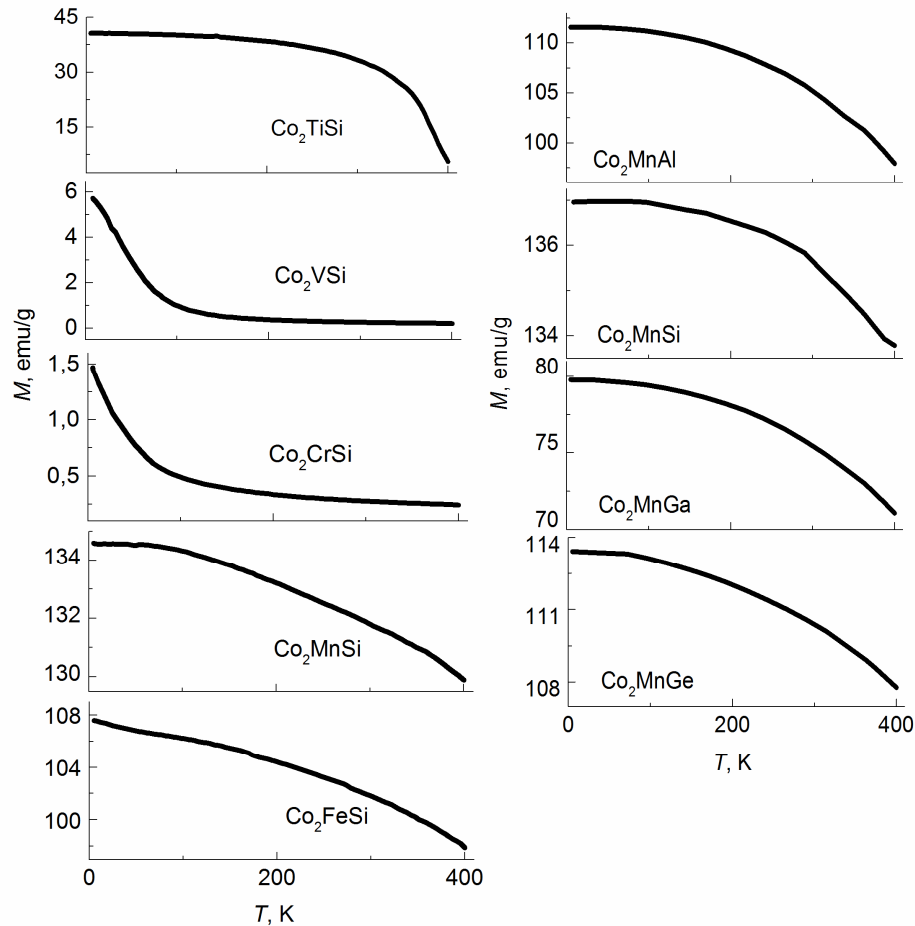 45
30
15
Co2TiSi
6
4
2
0
Co2VSi
1,5
1,0
0,5
Co2CrSi
134
132
130
Co2MnSi
108
104
100
Co2FeSi
0
200
400
T, K
M, emu/g
110
105
100
Co2MnAl
136
134
Co2MnSi
80
75
70
Co2MnGa
114
111
108
Co2MnGe
0
200
400
T, K
M, emu/g